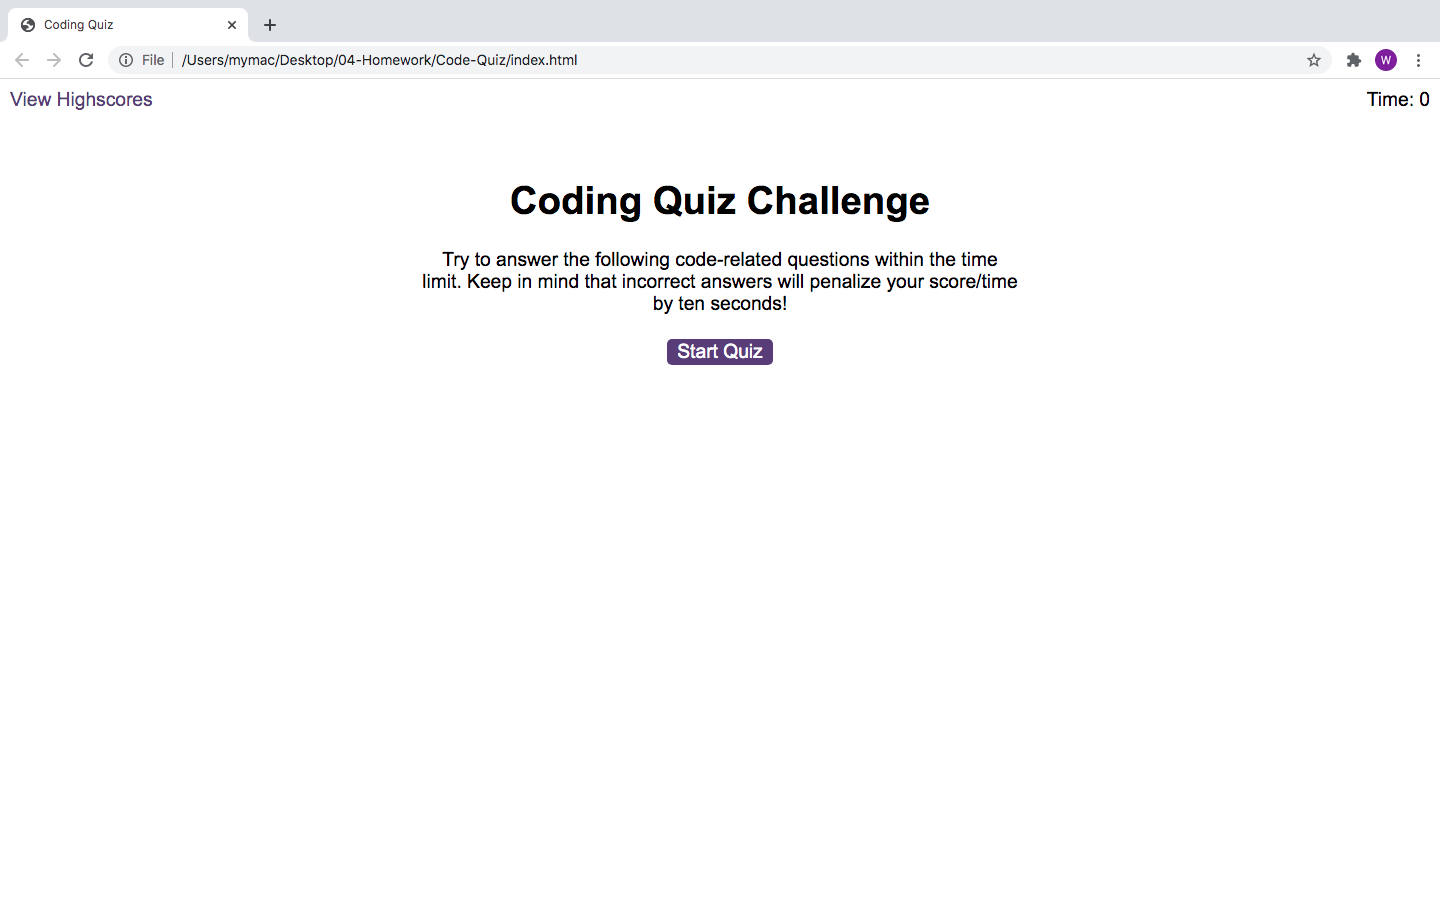 Coding Quiz
File
/Users/mymac/Desktop/04-Homework/Code-Quiz/index.html
W
View Highscores
Time: 0
Coding Quiz Challenge
Try to answer the following code-related questions within the time
limit. Keep in mind that incorrect answers will penalize your score/time
by ten seconds!
Start Quiz